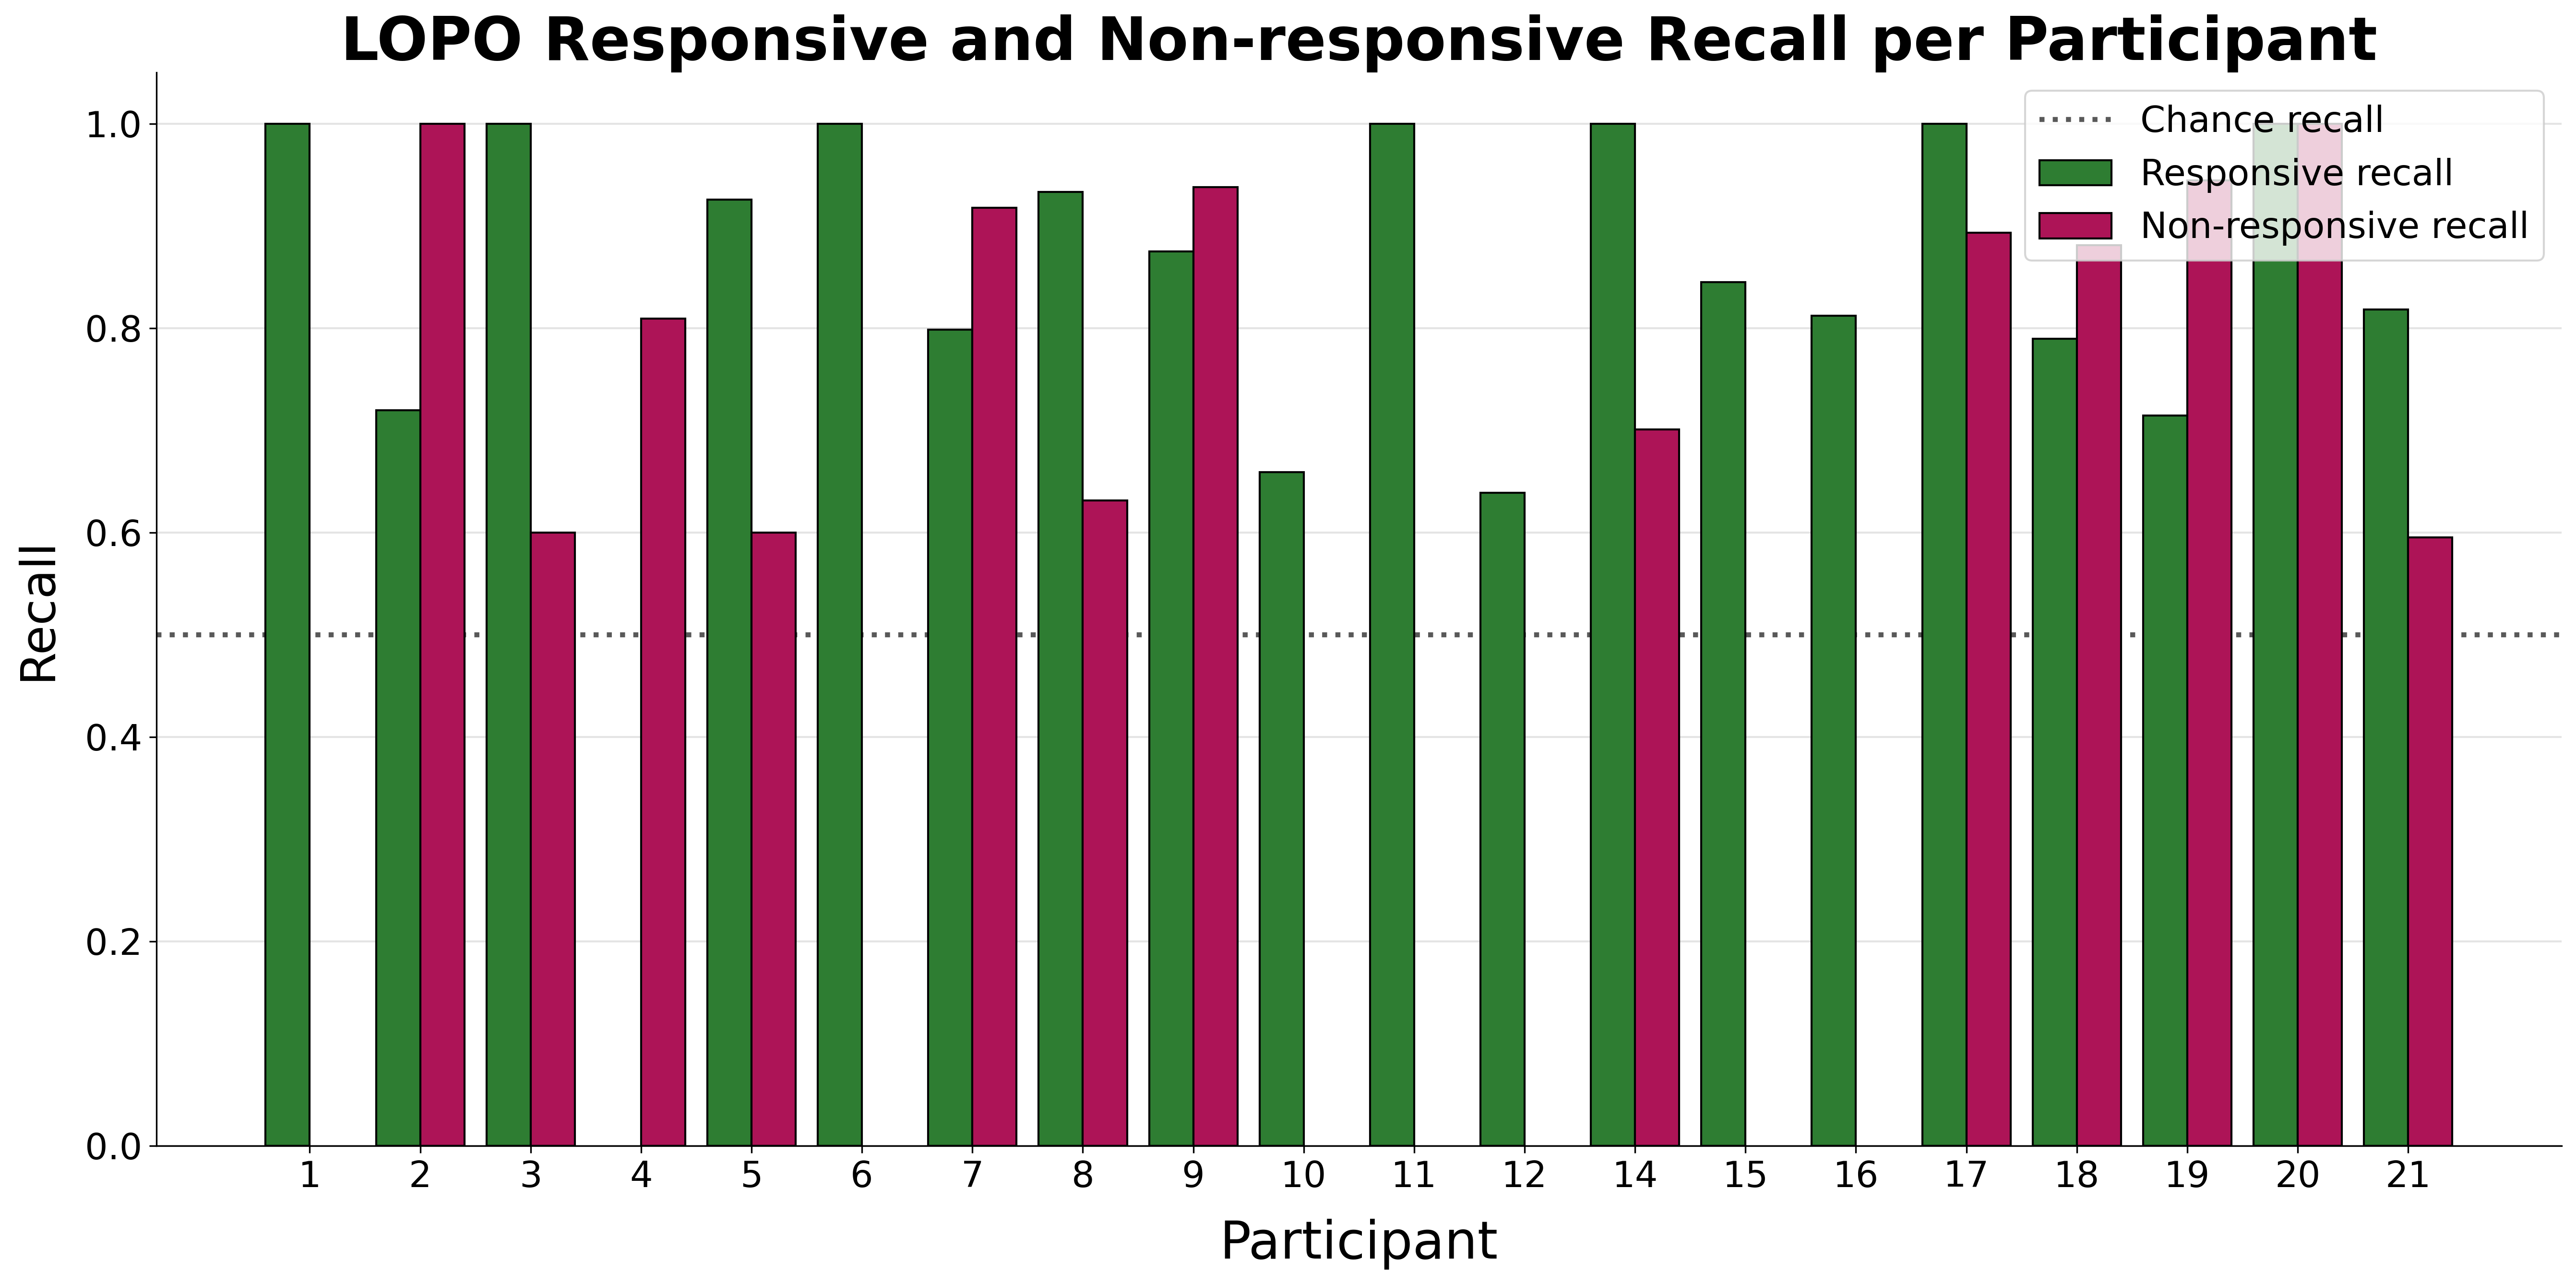 LOPO Responsive and Non-responsive Recall per Participant
Chance recall
Responsive recall
Non-responsive recall
Recall
1.0
0.8
0.6
0.4
0.2
0.0
1 2 3 4 5 6 7 8 9 10 11 12 14 15 16 17 18 19 20 21
Participant